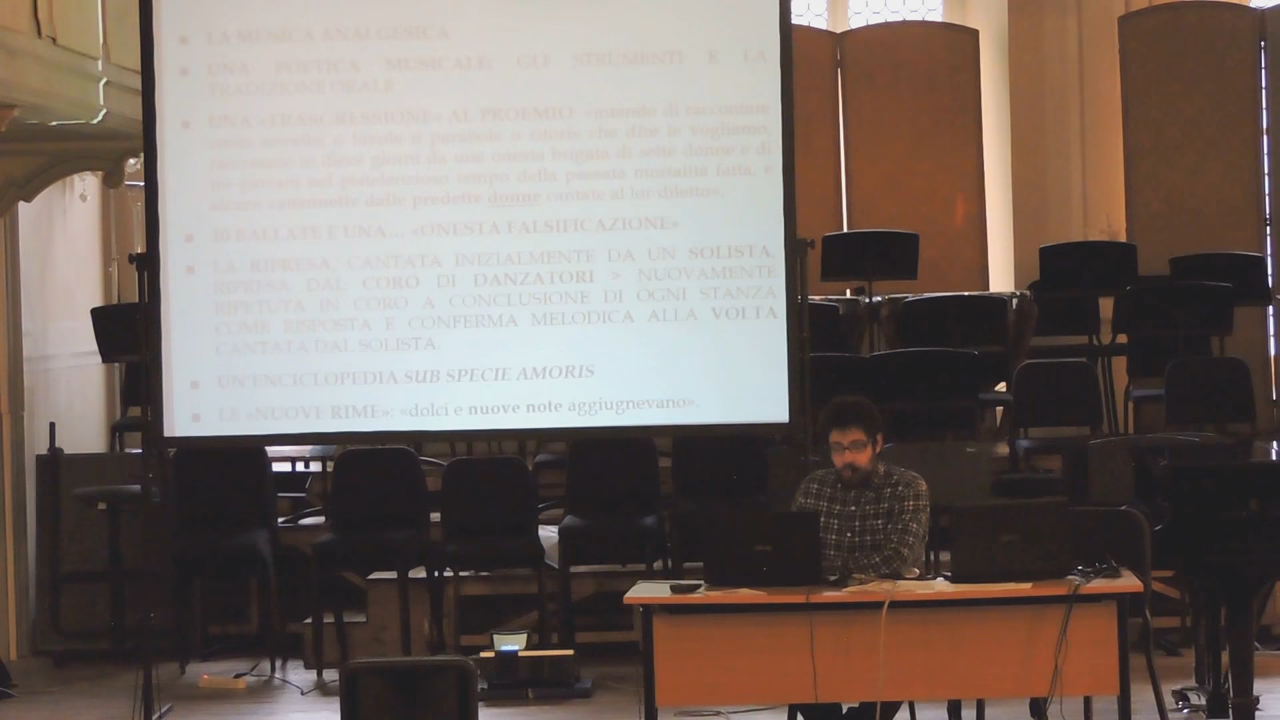 LA MUSICA ANALGESICA
UNA POETICA MUSICALE: GLI STRUMENTI E LA
TRADIZIONE ORALE
UNA «TRASGRESSIONE» AL PROEMIO: «intendo di raccontare
cento novelle, o favole o parabole o istorie che dire le vogliamo,
raccontate in diece giorni da una onesta brigata di sette donne e di
tre giovani nel pistelenzioso tempo della passata mortalità fatta, e
alcune canzonette dalle predette donne cantate al lor diletto».
10 BALLATE E UNA... «ONESTA FALSIFICAZIONE»
LA RIPRESA, CANTATA INIZIALMENTE DA UN SOLISTA,
RIPRESA DAL CORO DI DANZATORI > NUOVAMENTE
RIPETUTA IN CORO A CONCLUSIONE DI OGNI STANZA
COME RISPOSTA E CONFERMA MELODICA ALLA VOLTA
CANTATA DAL SOLISTA.
UN'ENCICLOPEDIA SUB SPECIE AMORIS
LE «NUOVE RIME»: «dolci e nuove note aggiugnevano».